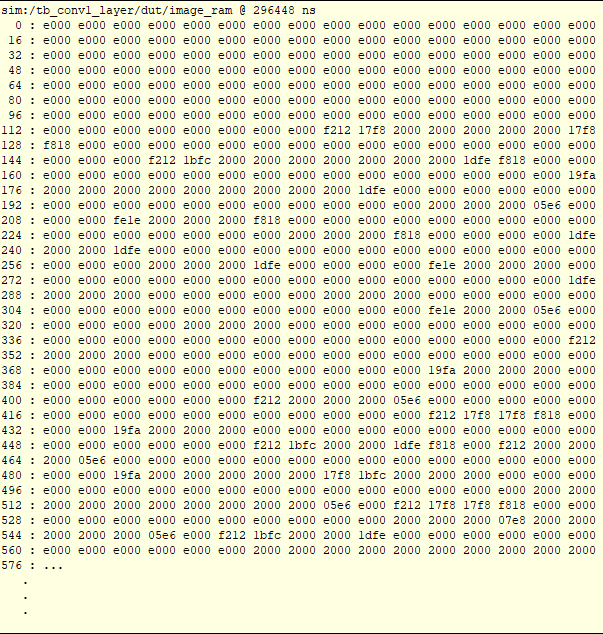 sim:/tb_convl_layer/dut/image_ram @ 296448 ns
0 : e000 e000 e000 e000 e000 e000 e000 e000 e000 e000 e000 e000 e000 e000 e000 e000
16 : e000 e000 e000 e000 e000 e000 e000 e000 e000 e000 e000 e000 e000 e000 e000 e000
32 : e000 e000 e000 e000 e000 e000 e000 e000 e000 e000 e000 e000 e000 e000 e000 e000
48 : e000 e000 e000 e000 e000 e000 e000 e000 e000 e000 e000 e000 e000 e000 e000 e000
64 : e000 e000 e000 e000 e000 e000 e000 e000 e000 e000 e000 e000 e000 e000 e000 e000
80 : e000 e000 e000 e000 e000 e000 e000 e000 e000 e000 e000 e000 e000 e000 e000 e000
96 : e000 e000 e000 e000 e000 e000 e000 e000 e000 e000 e000 e000 e000 e000 e000 e000
112 : e000 e000 e000 e000 e000 e000 e000 e000 f212 17f8 2000 2000 2000 2000 2000 17f8
128 : f818 e000 e000 e000 e000 e000 e000 e000 e000 e000 e000 e000 e000 e000 e000 e000
144 : e000 e000 e000 f212 1bfc 2000 2000 2000 2000 2000 2000 2000 1dfe f818 e000 e000
160 : e000 e000 e000 e000 e000 e000 e000 e000 e000 e000 e000 e000 e000 e000 e000 19fa
176 : 2000 2000 2000 2000 2000 2000 2000 2000 2000 1dfe e000 e000 e000 e000 e000 e000
192 : e000 e000 e000 e000 e000 e000 e000 e000 e000 e000 e000 2000 2000 2000 05e6 e000
208 : e000 e000 fe1e 2000 2000 2000 f818 e000 e000 e000 e000 e000 e000 e000 e000 e000
224 : e000 e000 e000 e000 e000 e000 e000 2000 2000 2000 f818 e000 e000 e000 e000 1dfe
240 : 2000 2000 1dfe e000 e000 e000 e000 e000 e000 e000 e000 e000 e000 e000 e000 e000
256 : e000 e000 e000 2000 2000 2000 1dfe e000 e000 e000 e000 fe1e 2000 2000 2000 e000
272 : e000 e000 e000 e000 e000 e000 e000 e000 e000 e000 e000 e000 e000 e000 e000 1dfe
288 : 2000 2000 2000 2000 2000 2000 2000 2000 2000 2000 2000 e000 e000 e000 e000 e000
304 : e000 e000 e000 e000 e000 e000 e000 e000 e000 e000 e000 fe1e 2000 2000 05e6 e000
320 : e000 e000 e000 e000 2000 2000 2000 e000 e000 e000 e000 e000 e000 e000 e000 e000
336 : e000 e000 e000 e000 e000 e000 e000 e000 e000 e000 e000 e000 e000 e000 e000 f212
352 : 2000 2000 2000 e000 e000 e000 e000 e000 e000 e000 e000 e000 e000 e000 e000 e000
368 : e000 e000 e000 e000 e000 e000 e000 e000 e000 e000 e000 19fa 2000 2000 2000 e000
384 : e000 e000 e000 e000 e000 e000 e000 e000 e000 e000 e000 e000 e000 e000 e000 e000
400 : e000 e000 e000 e000 e000 e000 f212 2000 2000 2000 05e6 e000 e000 e000 e000 e000
416 : e000 e000 e000 e000 e000 e000 e000 e000 e000 e000 e000 f212 17f8 17f8 f818 e000
432 : e000 e000 19fa 2000 2000 2000 e000 e000 e000 e000 e000 e000 e000 e000 e000 e000
448 : e000 e000 e000 e000 e000 e000 f212 1bfc 2000 2000 1dfe f818 e000 f212 2000 2000
464 : 2000 05e6 e000 e000 e000 e000 e000 e000 e000 e000 e000 e000 e000 e000 e000 e000
480 : e000 e000 19fa 2000 2000 2000 2000 2000 17f8 1bfc 2000 2000 2000 e000 e000 e000
496 : e000 e000 e000 e000 e000 e000 e000 e000 e000 e000 e000 e000 e000 e000 2000 2000
512 : 2000 2000 2000 2000 2000 2000 2000 2000 05e6 e000 f212 17f8 17f8 f818 e000 e000
528 : e000 e000 e000 e000 e000 e000 e000 e000 e000 e000 2000 2000 2000 07e8 2000 2000
544 : 2000 2000 2000 05e6 e000 f212 1bfc 2000 2000 1dfe e000 e000 e000 e000 e000 e000
560 : e000 e000 e000 e000 e000 e000 2000 2000 2000 2000 2000 2000 2000 2000 2000 2000
576 : ...
.
.
.